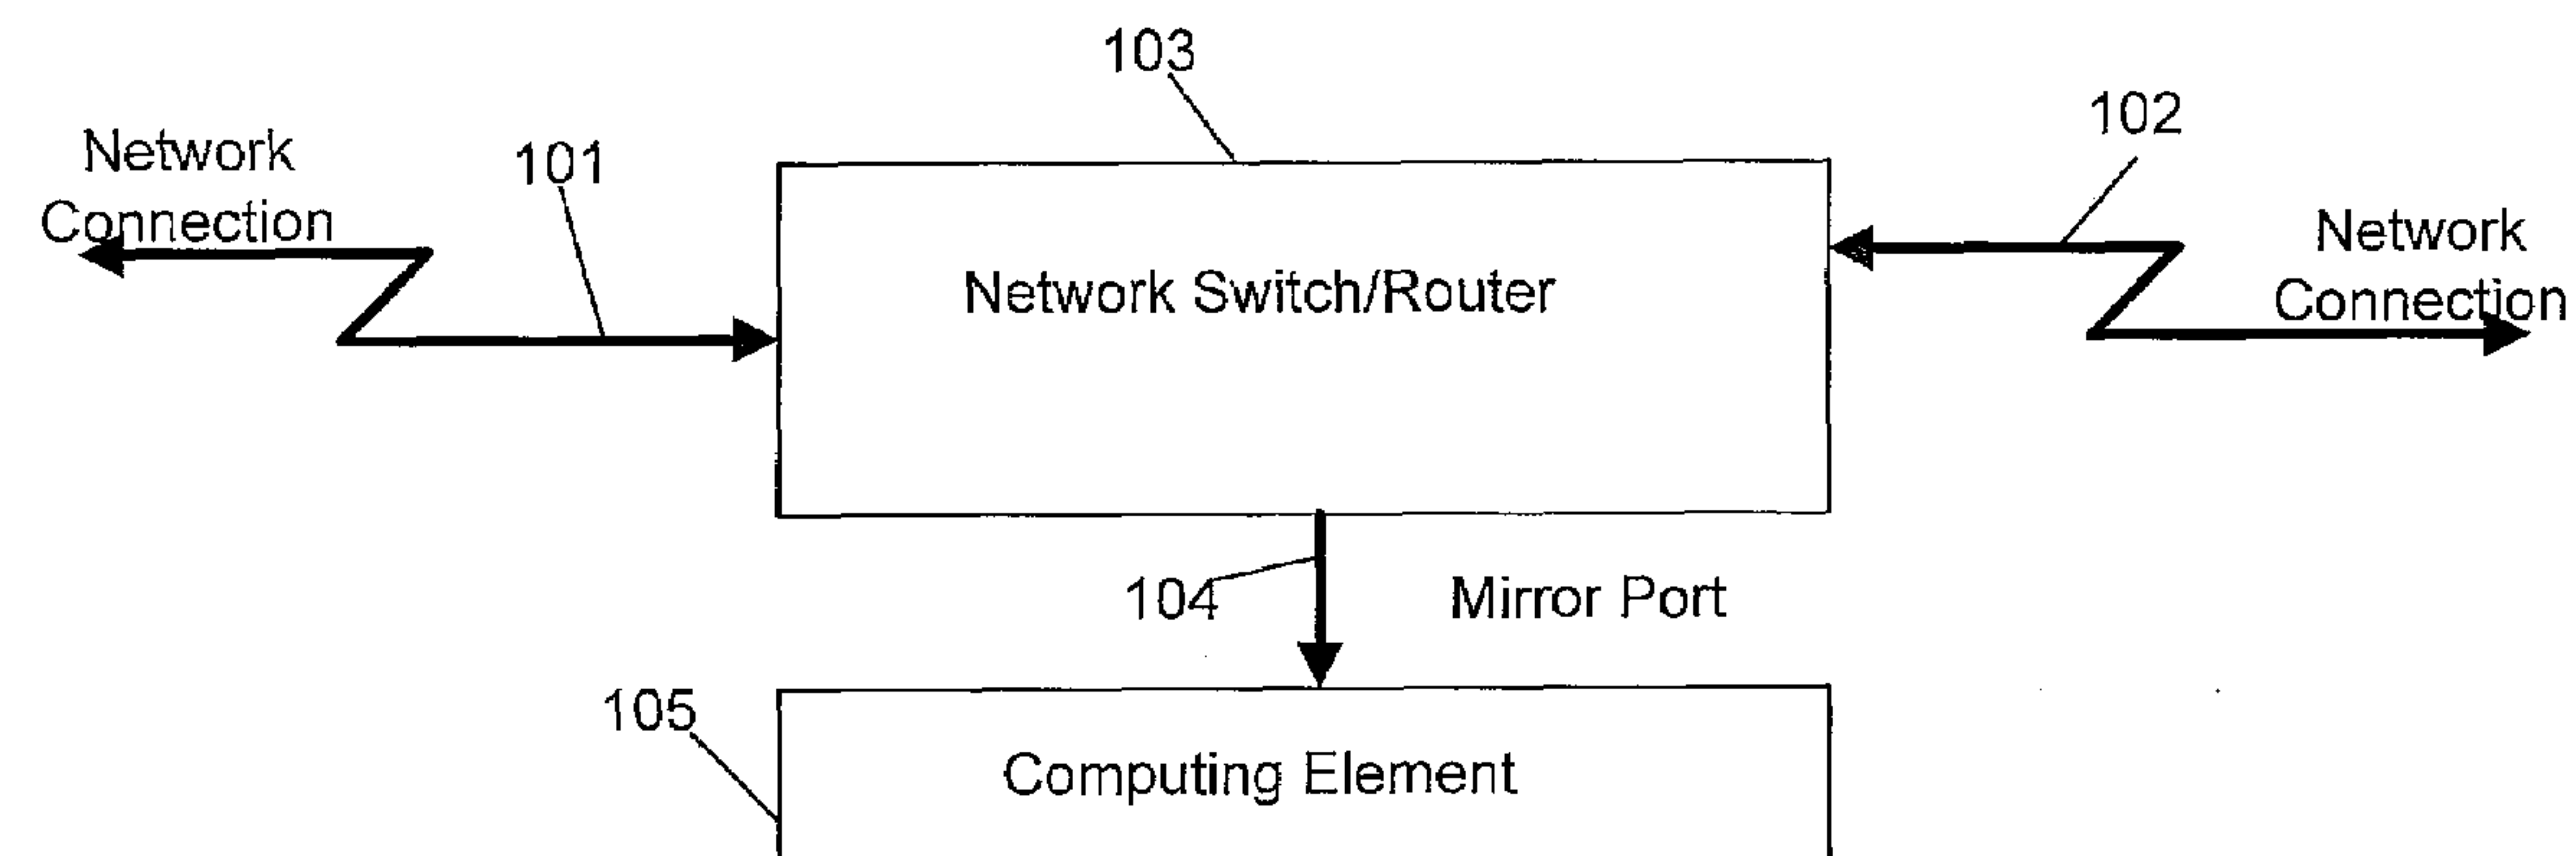 103
102
Network
Connection
101
Network Switch/Router
Network
Connection
104
Mirror Port
105
Computing Element